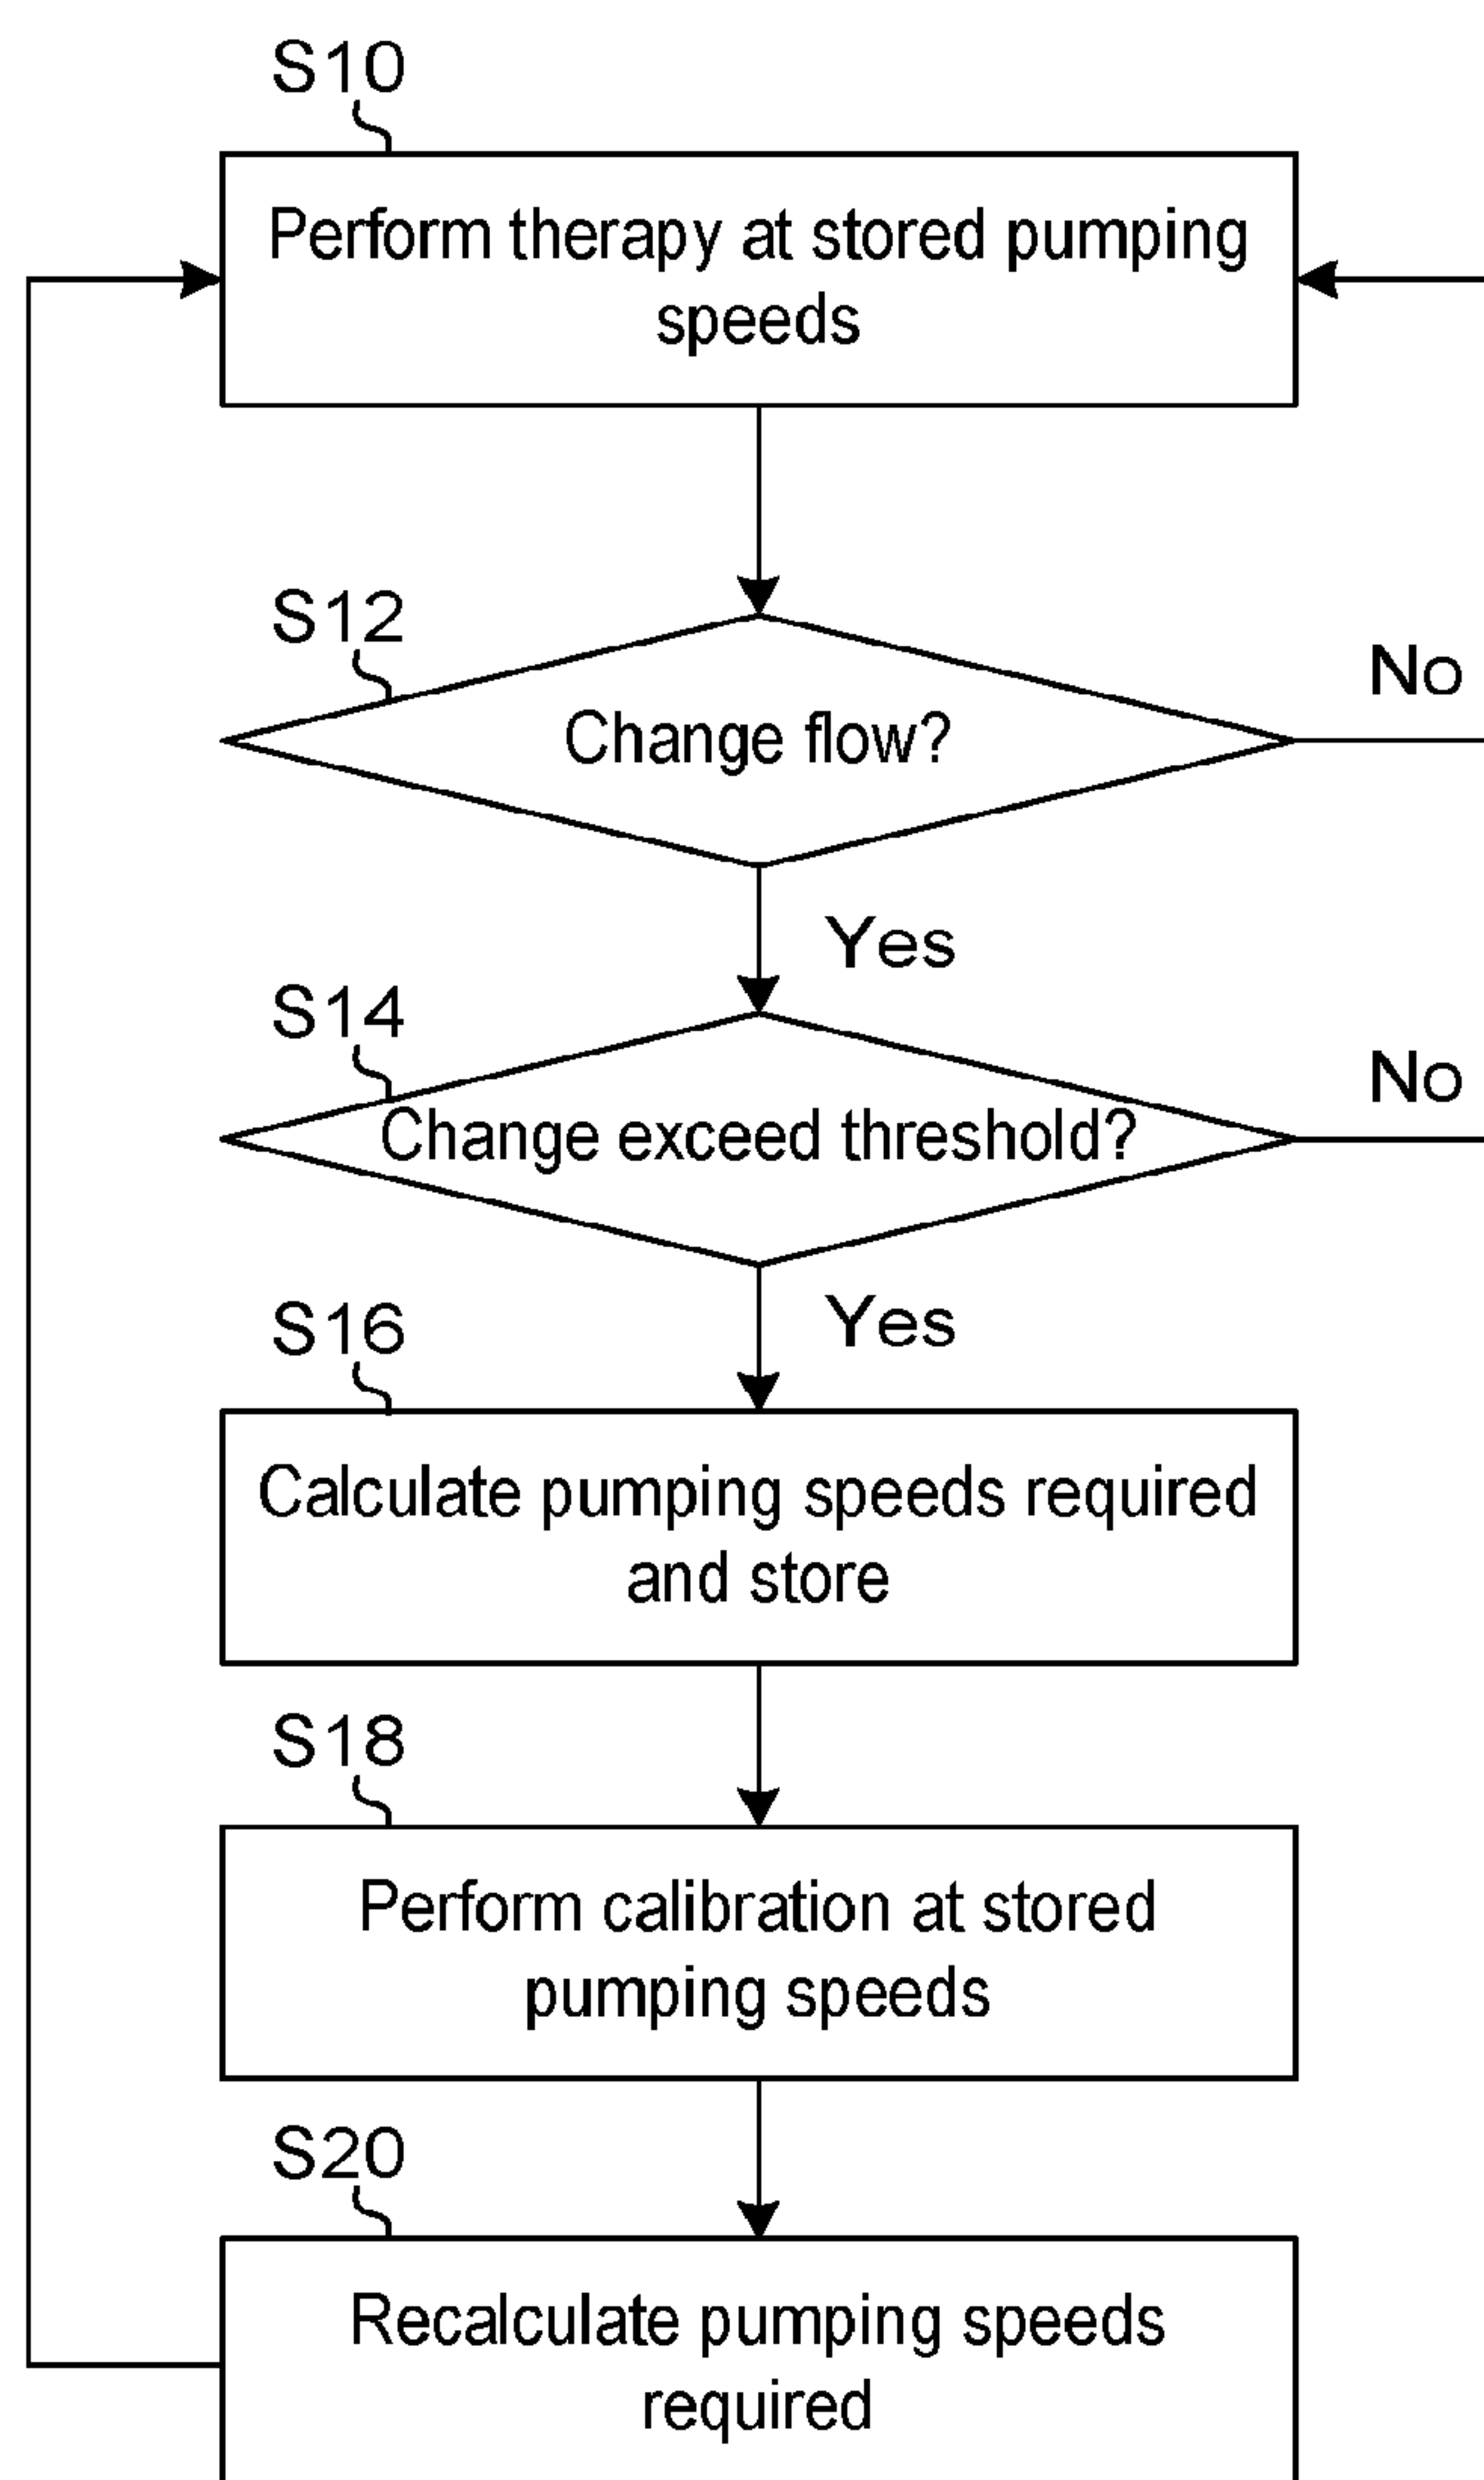 S10
Perform therapy at stored pumping
speeds
S12
Change flow?
No
Yes
S14
Change exceed threshold?
No
Yes
S16
Calculate pumping speeds required
and store
S18
Perform calibration at stored
pumping speeds
S20
Recalculate pumping speeds
required